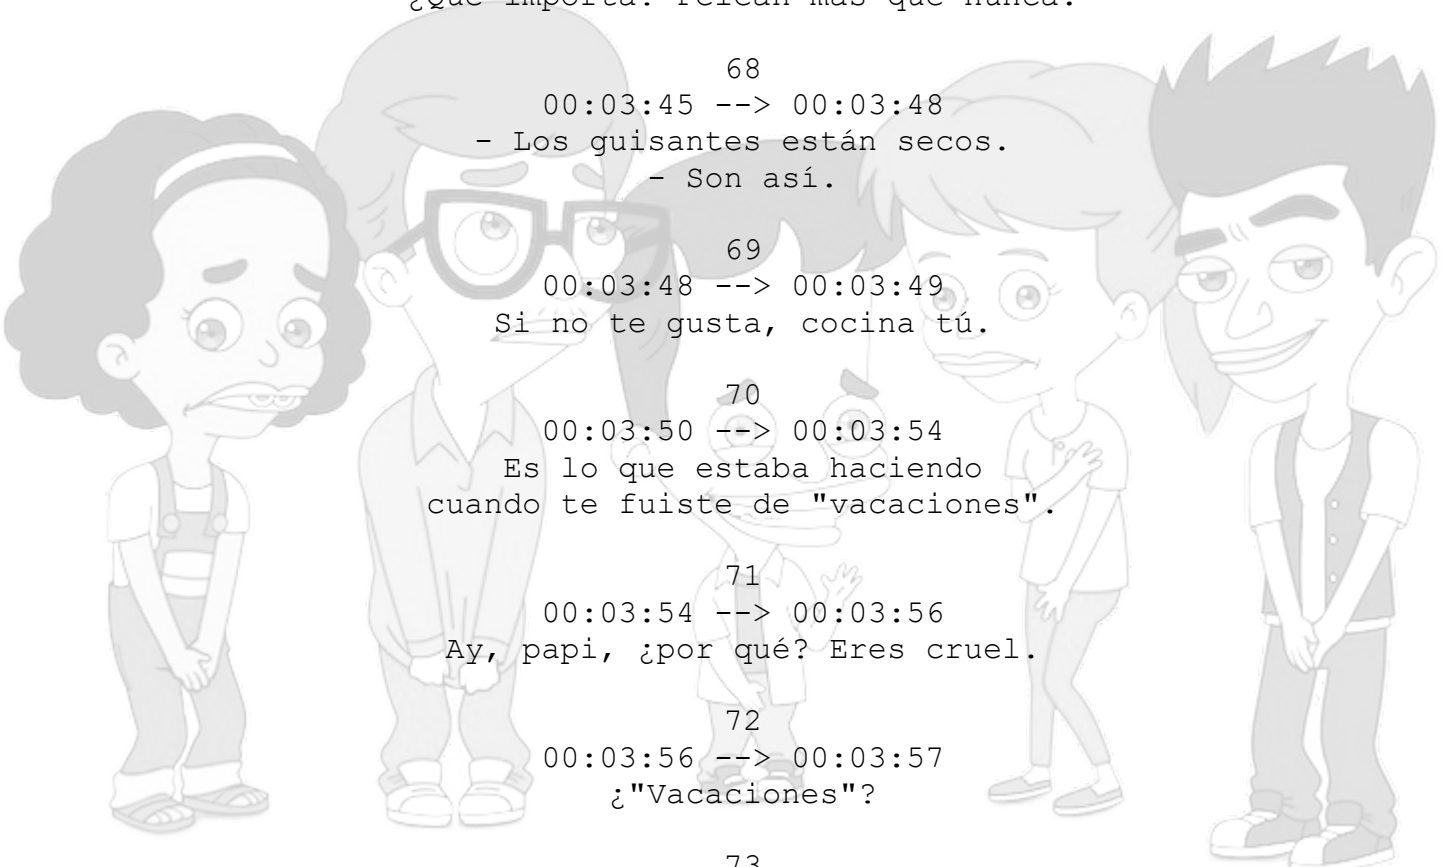 ¿Qué importa? Pelean más que nunca.
68
00:03:45 --> 00:03:48
- Los guisantes están secos.
- Son así.
69
00:03:48 --> 00:03:49
Si no te gusta, cocina tú.
70
00:03:50 --> 00:03:54
Es lo que estaba haciendo
cuando te fuiste de "vacaciones".
71
00:03:54 --> 00:03:56
Ay, papi, ¿por qué? Eres cruel.
72
00:03:56 --> 00:03:57
¿"Vacaciones"?
73